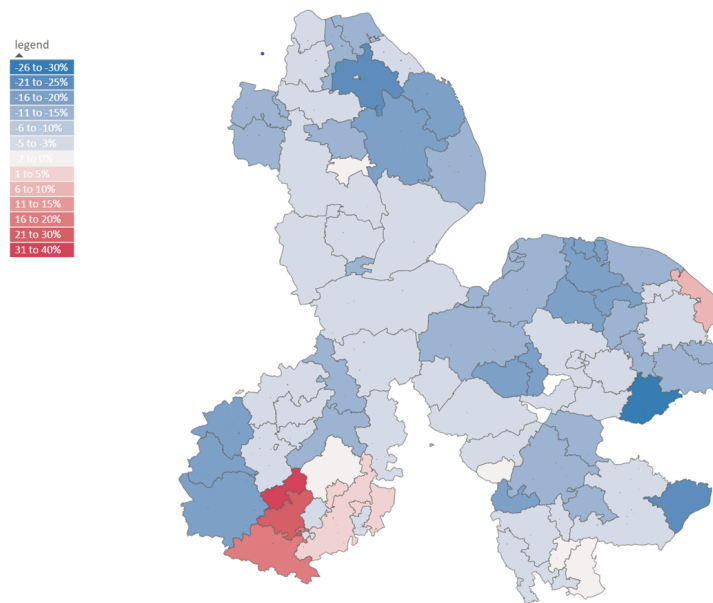 legend
-26 to -30%
-21 to -25%
-16 to -20%
-11 to -15%
-6 to -10%
-5 to -3%
-2 to 0%
1 to 5%
6 to 10%
11 to 15%
16 to 20%
21 to 30%
31 to 40%